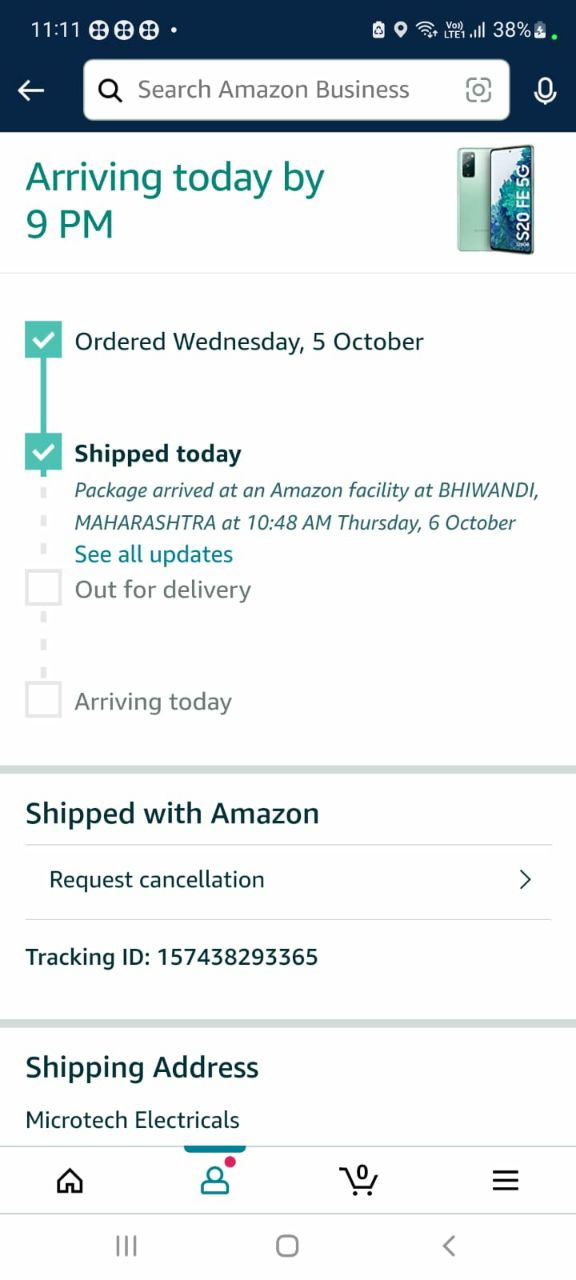 11:11
Vo)) LTE1 38%
Search Amazon Business
Arriving today by
9 PM
S20 FE 5G
Ordered Wednesday, 5 October
Shipped today
Package arrived at an Amazon facility at BHIWANDI,
MAHARASHTRA at 10:48 AM Thursday, 6 October
See all updates
Out for delivery
Arriving today
Shipped with Amazon
Request cancellation
Tracking ID: 157438293365
Shipping Address
Microtech Electricals
0